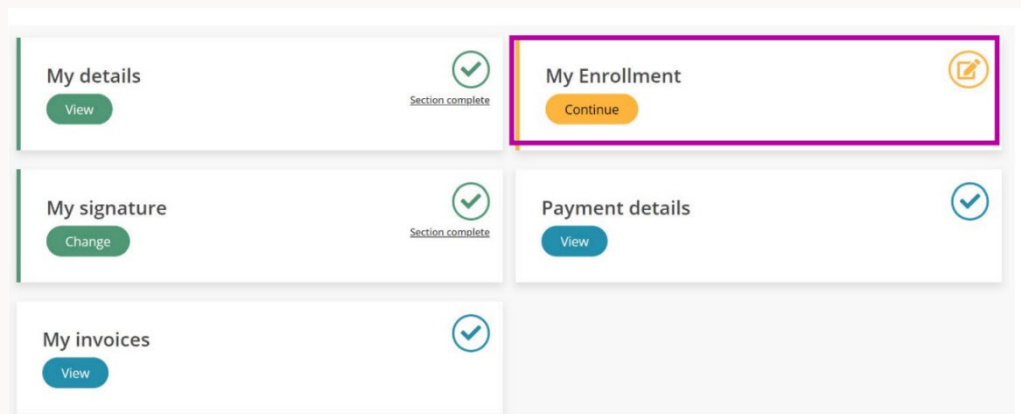 My details
View
Section complete
My Enrollment
Continue
My signature
Change
Section complete
Payment details
View
My invoices
View